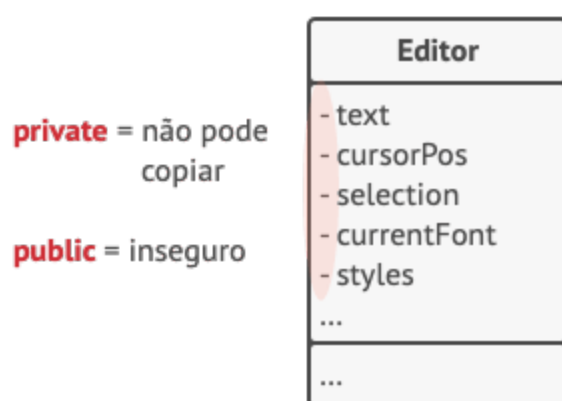 private = não pode
copiar
public = inseguro
Editor
- text
- cursorPos
- selection
- currentFont
- styles
...
...